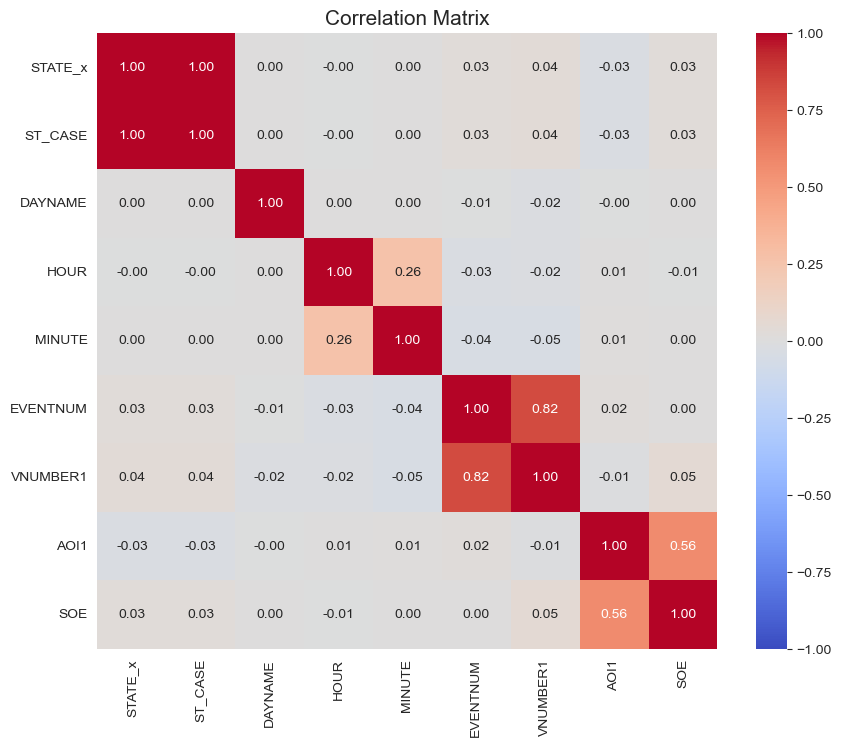 Correlation Matrix
STATE_x 1.00 1.00 0.00 -0.00 0.00 0.03 0.04 -0.03 0.03
ST_CASE 1.00 1.00 0.00 -0.00 0.00 0.03 0.04 -0.03 0.03
DAYNAME 0.00 0.00 1.00 0.00 0.00 -0.01 -0.02 -0.00 0.00
HOUR -0.00 -0.00 0.00 1.00 0.26 -0.03 -0.02 0.01 -0.01
MINUTE 0.00 0.00 0.00 0.26 1.00 -0.04 -0.05 0.01 0.00
EVENTNUM 0.03 0.03 -0.01 -0.03 -0.04 1.00 0.82 0.02 0.00
VNUMBER1 0.04 0.04 -0.02 -0.02 -0.05 0.82 1.00 -0.01 0.05
AOI1 -0.03 -0.03 -0.00 0.01 0.01 0.02 -0.01 1.00 0.56
SOE 0.03 0.03 0.00 -0.01 0.00 0.00 0.05 0.56 1.00
STATE_x ST_CASE DAYNAME HOUR MINUTE EVENTNUM VNUMBER1 AOI1 SOE
1.00
0.75
0.50
0.25
0.00
−0.25
−0.50
−0.75
−1.00